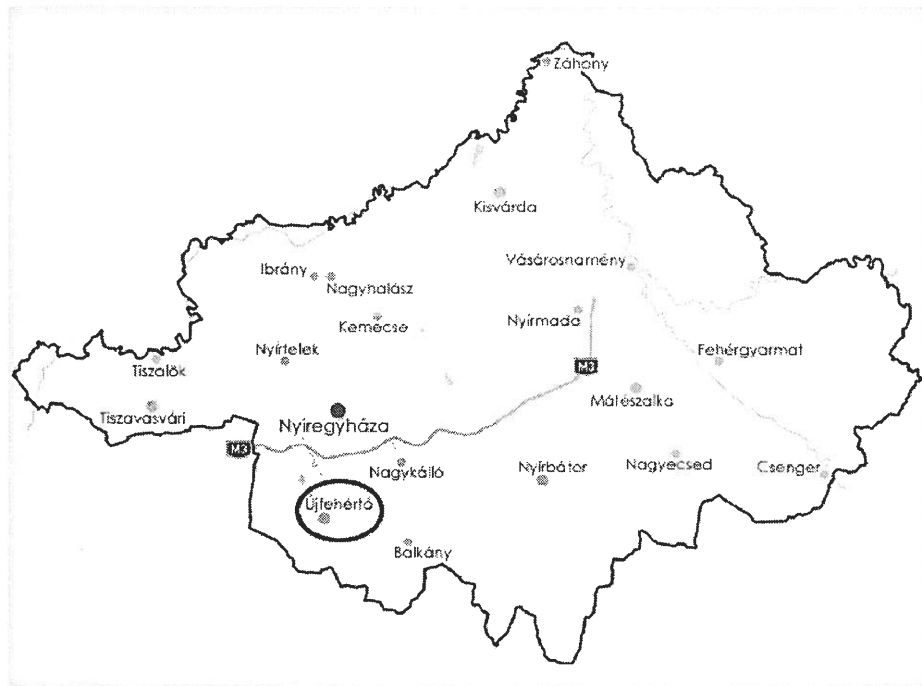 Záhony
Kisvárda
Vásárosnamény
Ibrány
Nagyhalász
Nyírmada
Kemécse
Nyírtelek
Fehérgyarmat
Tiszalök
M3
Mátészalka
Tiszavasvári
Nyíregyháza
M3
Nagykálló
Nyírbátor
Nagyecsed
Csenger
Újfehértó
Balkány